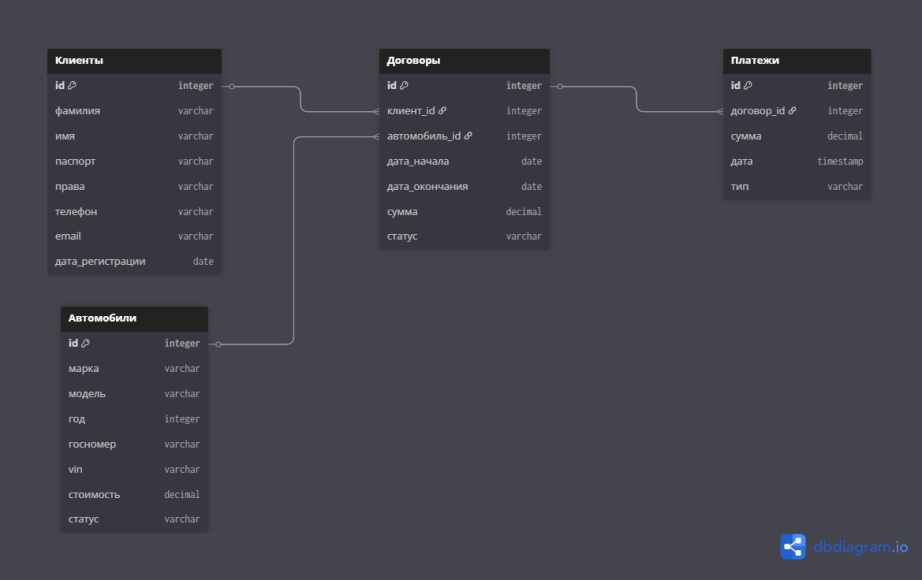 Клиенты
id integer
фамилия varchar
имя varchar
паспорт varchar
права varchar
телефон varchar
email varchar
дата_регистрации date
Договоры
id integer
клиент_id integer
автомобиль_id integer
дата_начала date
дата_окончания date
сумма decimal
статус varchar
Платежи
id integer
договор_id integer
сумма decimal
дата timestamp
тип varchar
Автомобили
id integer
марка varchar
модель varchar
год integer
госномер varchar
vin varchar
стоимость decimal
статус varchar
dbdiagram.io